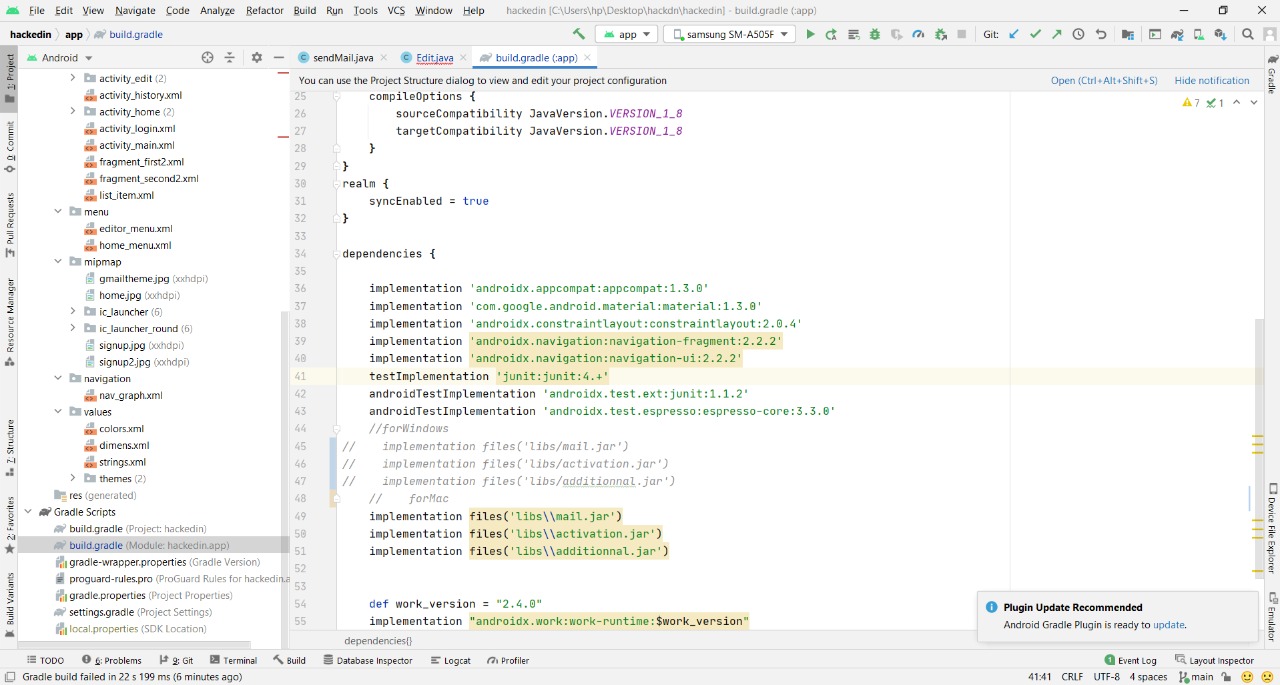 File Edit View Navigate Code Analyze Refactor Build Run Tools VCS Window Help hackedin [C:\Users\hp\Desktop\hackdn\hackedin] - build.gradle (:app)
hackedin app build.gradle app samsung SM-A505F Git:
Android sendMail.java Edit.java build.gradle (:app)
You can use the Project Structure dialog to view and edit your project configuration Open (Ctrl+Alt+Shift+S) Hide notification
1: Project
0: Commit
Pull Requests
Resource Manager
7: Structure
2: Favorites
Build Variants
activity_edit (2)
activity_history.xml
activity_home (2)
activity_login.xml
activity_main.xml
fragment_first2.xml
fragment_second2.xml
list_item.xml
menu
editor_menu.xml
home_menu.xml
mipmap
gmailtheme.jpg (xxhdpi)
home.jpg (xxhdpi)
ic_launcher (6)
ic_launcher_round (6)
signup.jpg (xxhdpi)
signup2.jpg (xxhdpi)
navigation
nav_graph.xml
values
colors.xml
dimens.xml
strings.xml
themes (2)
res (generated)
Gradle Scripts
build.gradle (Project: hackedin)
build.gradle (Module: hackedin.app)
gradle-wrapper.properties (Gradle Version)
proguard-rules.pro (ProGuard Rules for hackedin.a
gradle.properties (Project Properties)
settings.gradle (Project Settings)
local.properties (SDK Location)
7 1
25 compileOptions {
26 sourceCompatibility JavaVersion.VERSION_1_8
27 targetCompatibility JavaVersion.VERSION_1_8
28 }
29 }
30 realm {
31 syncEnabled = true
32 }
33
34 dependencies {
35
36 implementation 'androidx.appcompat:appcompat:1.3.0'
37 implementation 'com.google.android.material:material:1.3.0'
38 implementation 'androidx.constraintlayout:constraintlayout:2.0.4'
39 implementation 'androidx.navigation:navigation-fragment:2.2.2'
40 implementation 'androidx.navigation:navigation-ui:2.2.2'
41 testImplementation 'junit:junit:4.+'
42 androidTestImplementation 'androidx.test.ext:junit:1.1.2'
43 androidTestImplementation 'androidx.test.espresso:espresso-core:3.3.0'
44 //forWindows
45 // implementation files('libs/mail.jar')
46 // implementation files('libs/activation.jar')
47 // implementation files('libs/additionnal.jar')
48 // forMac
49 implementation files('libs\\mail.jar')
50 implementation files('libs\\activation.jar')
51 implementation files('libs\\additionnal.jar')
52
53
54 def work_version = "2.4.0"
55 implementation "androidx.work:work-runtime:$work_version"
dependencies{}
Gradle
Device File Explorer
Emulator
Plugin Update Recommended
Android Gradle Plugin is ready to update.
TODO 6: Problems 9: Git Terminal Build Database Inspector Logcat Profiler 1 Event Log Layout Inspector
Gradle build failed in 22 s 199 ms (6 minutes ago) 41:41 CRLF UTF-8 4 spaces main